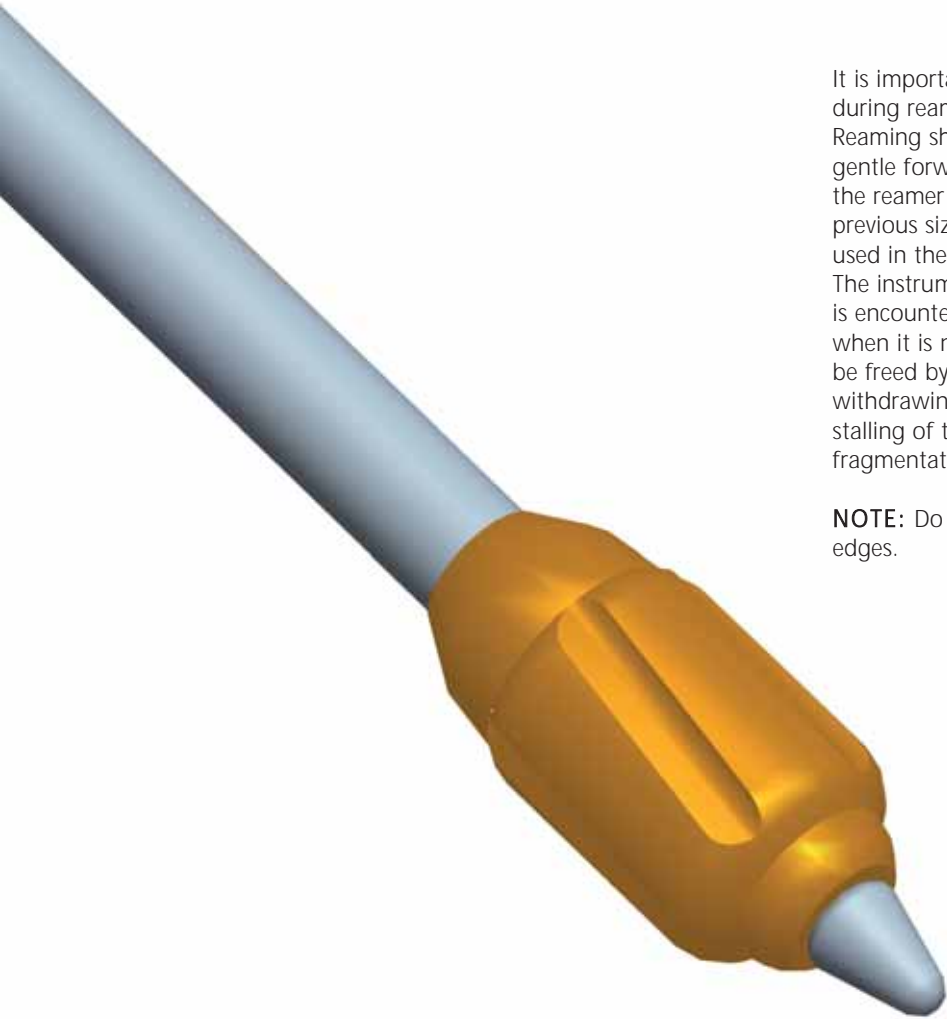 It is importa
during rear
Reaming sh
gentle forw
the reamer
previous siz
used in the
The instrum
is encounte
when it is r
be freed by
withdrawin
stalling of t
fragmentat
NOTE: Do
edges.